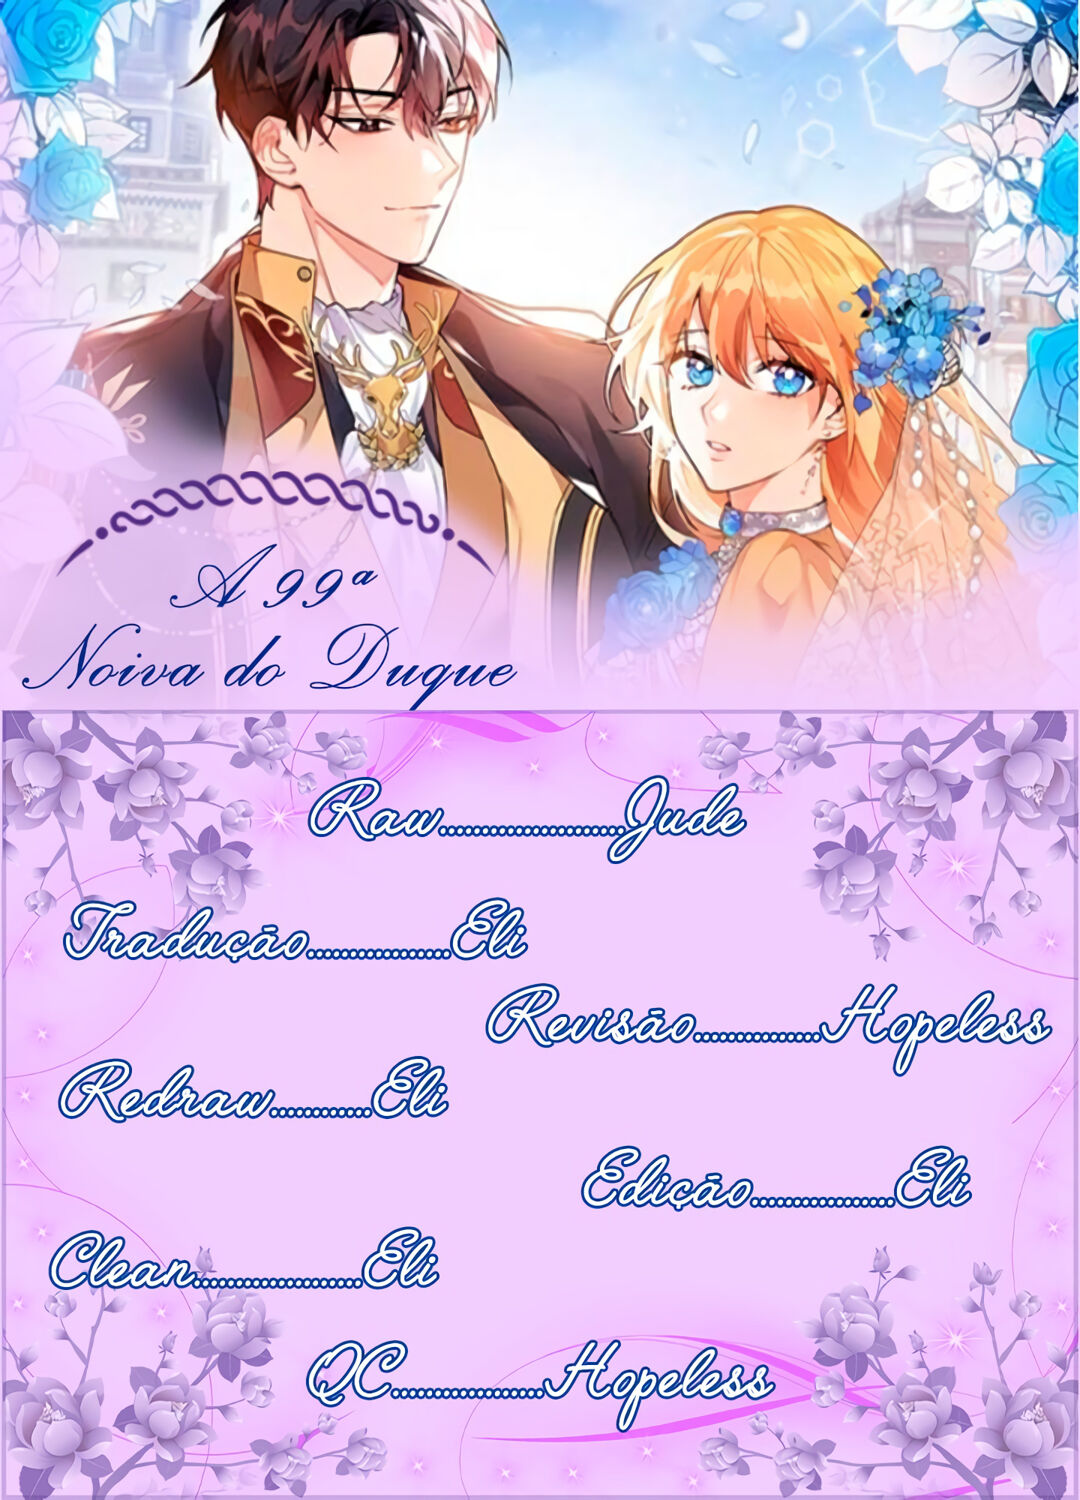 A 99ª
Noiva do Duque
Raw......................Jude
Tradução.................Eli
Revisão...............Hopeless
Redraw............Eli
Edição.................Eli
Clean....................Eli
QC..................Hopeless